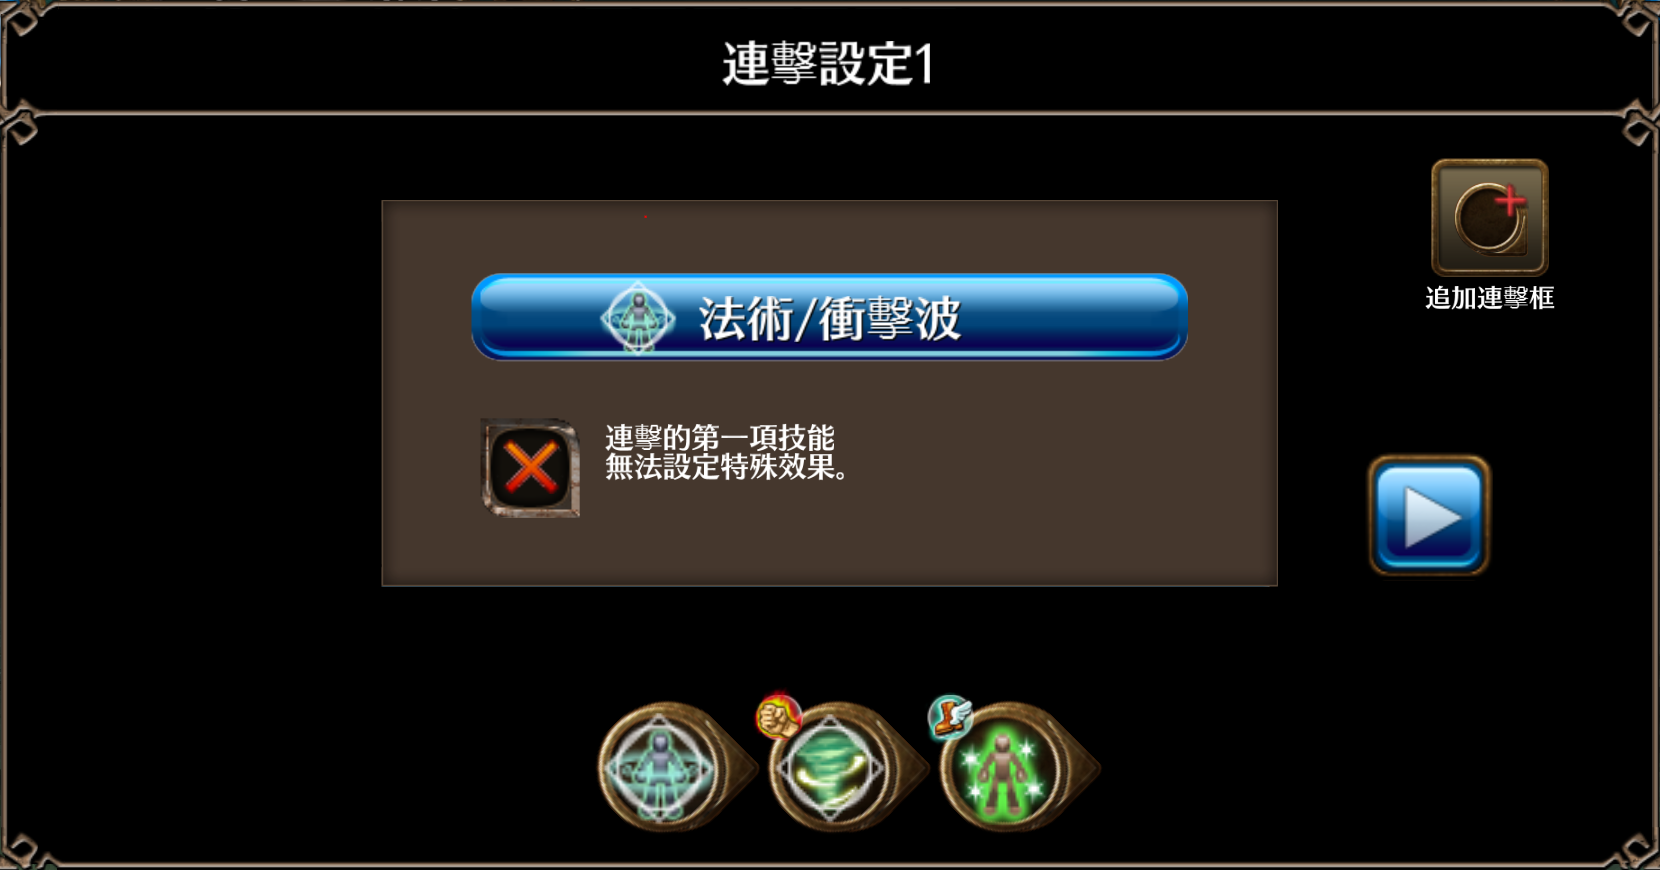 連擊設定1
追加連擊框
法術/衝擊波
連擊的第一項技能
無法設定特殊效果。